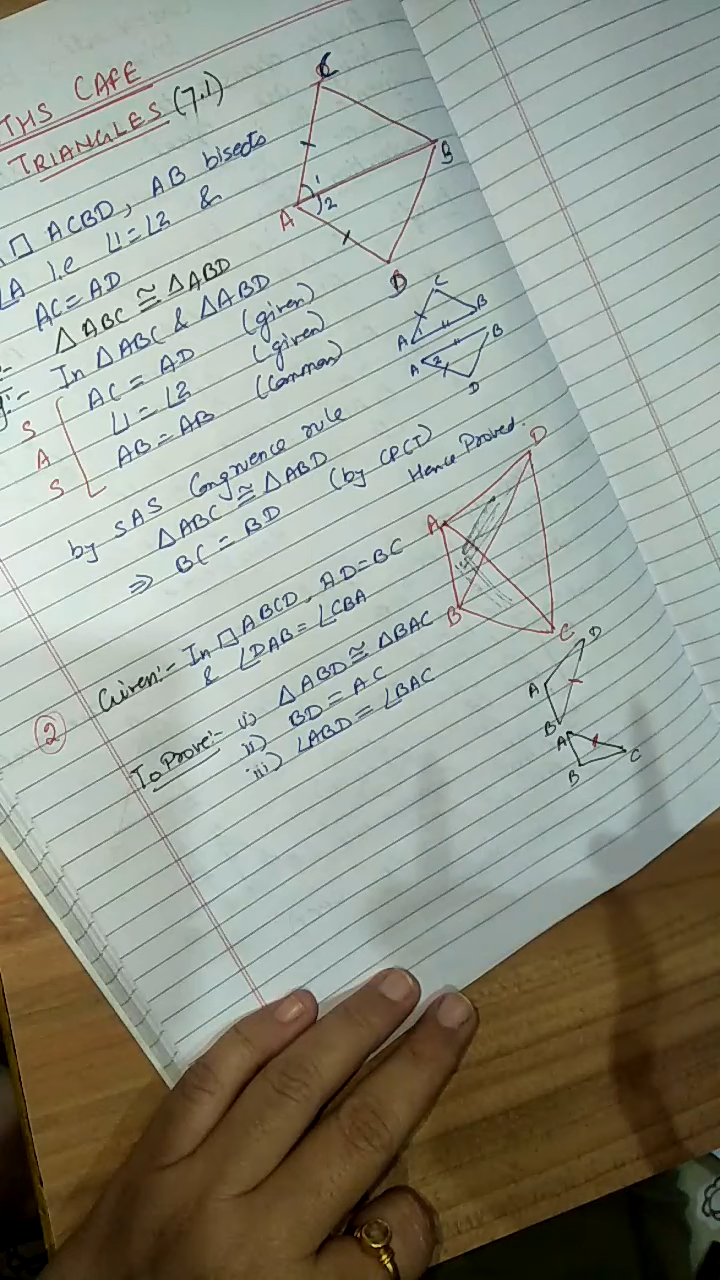 THS CAFE
TRIANGLES (7.1)
□ ACBD, AB bisects
∠A i.e ∠1=∠2 &
AC=AD
△ABC ≅ △ABD
In △ABC & △ABD
S AC = AD (given)
A ∠1 = ∠2 (given)
S AB = AB (common)
by SAS Congruence rule
△ABC ≅ △ABD
⇒ BC = BD (by CPCT)
Hence Proved.
C
A
B
D
1
2
C
A
B
A
2
B
D
② Given:- In □ABCD, AD=BC
& ∠DAB=∠CBA
To Prove:- i) △ABD ≅ △BAC
ii) BD = AC
iii) ∠ABD = ∠BAC
D
A
B
C
D
A
B
A
B
C